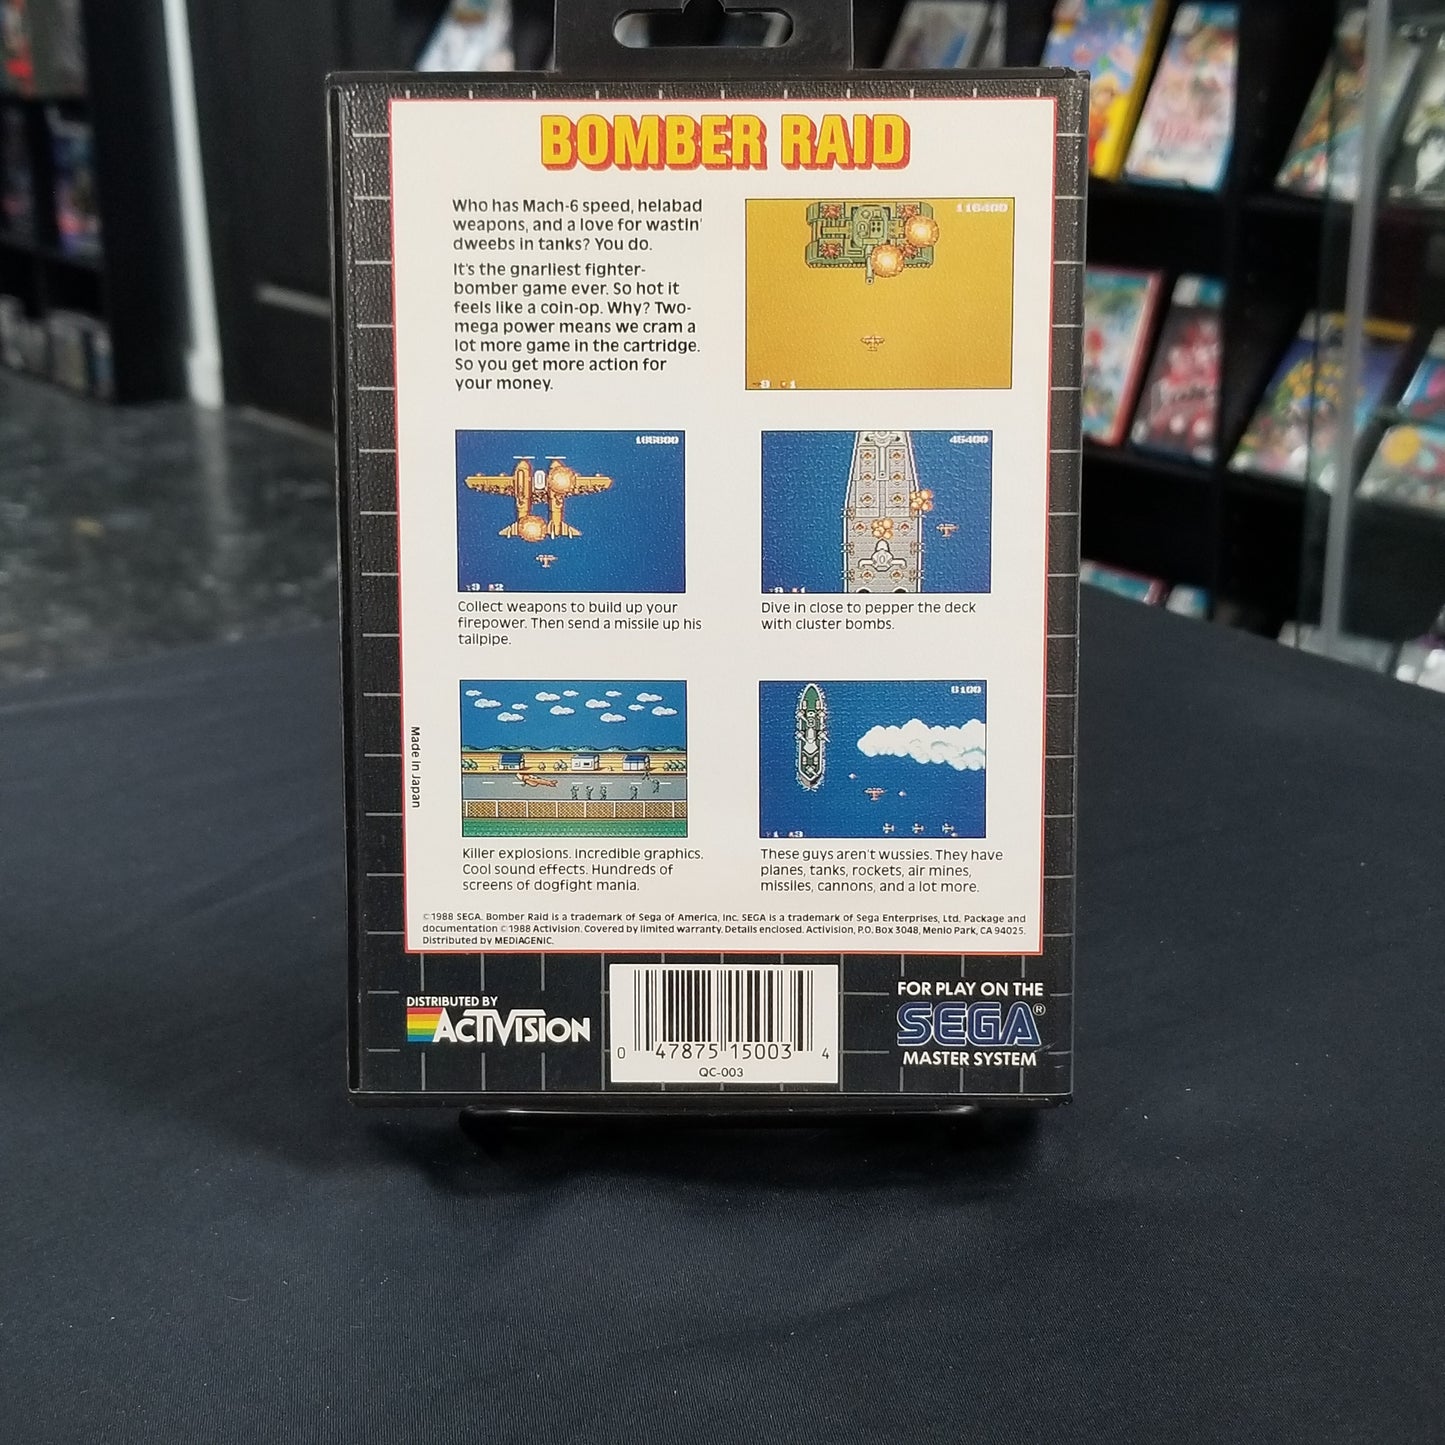 BOMBER RAID
Who has Mach-6 speed, helabad
weapons, and a love for wastin'
dweebs in tanks? You do.
It's the gnarliest fighter-
bomber game ever. So hot it
feels like a coin-op. Why? Two-
mega power means we cram a
lot more game in the cartridge.
So you get more action for
your money.
116400
9 1
166600
3 2
Collect weapons to build up your
firepower. Then send a missile up his
tailpipe.
45400
Dive in close to pepper the deck
with cluster bombs.
Made in Japan
Killer explosions. Incredible graphics.
Cool sound effects. Hundreds of
screens of dogfight mania.
6100
1 3
These guys aren't wussies. They have
planes, tanks, rockets, air mines,
missiles, cannons, and a lot more.
©1988 SEGA. Bomber Raid is a trademark of Sega of America, Inc. SEGA is a trademark of Sega Enterprises, Ltd. Package and
documentation ©1988 Activision. Covered by limited warranty. Details enclosed. Activision, P.O. Box 3048, Menlo Park, CA 94025.
Distributed by MEDIAGENIC.
DISTRIBUTED BY
ACTIVISION
0 47875 15003 4
QC-003
FOR PLAY ON THE
SEGA®
MASTER SYSTEM